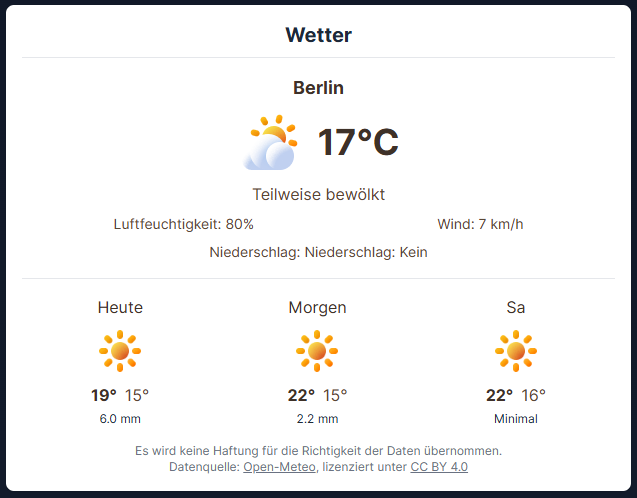 Wetter
Berlin
17°C
Teilweise bewölkt
Luftfeuchtigkeit: 80% Wind: 7 km/h
Niederschlag: Niederschlag: Kein
Heute Morgen Sa
19° 15° 22° 15° 22° 16°
6.0 mm 2.2 mm Minimal
Es wird keine Haftung für die Richtigkeit der Daten übernommen.
Datenquelle: Open-Meteo, lizenziert unter CC BY 4.0